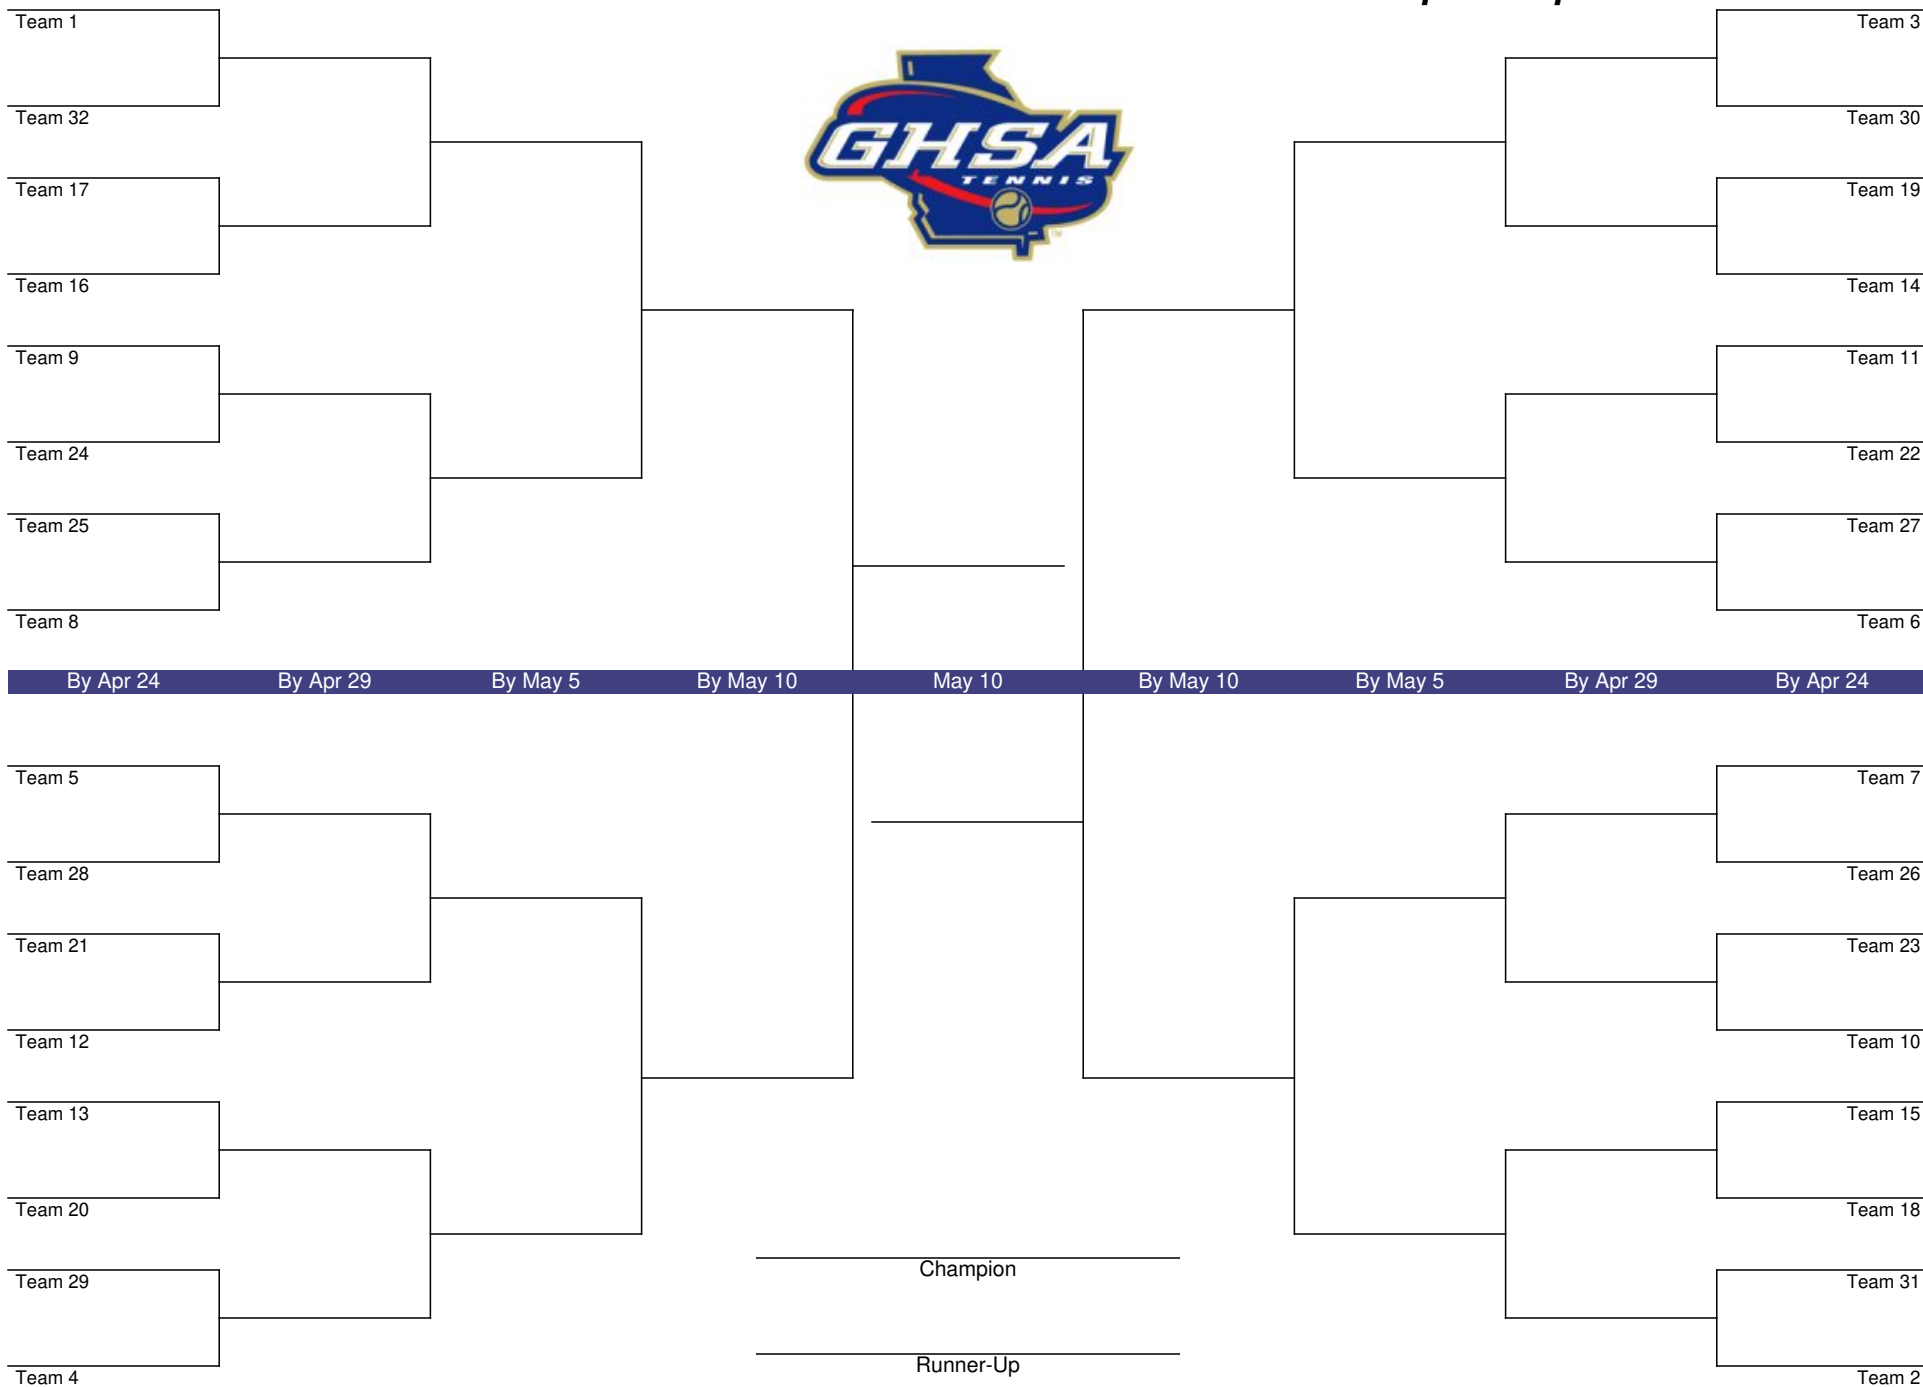 Team 1
Team 32
Team 17
Team 16
Team 9
Team 24
Team 25
Team 8
GHSA
TENNIS
TM
Team 3
Team 30
Team 19
Team 14
Team 11
Team 22
Team 27
Team 6
By Apr 24 By Apr 29 By May 5 By May 10 May 10 By May 10 By May 5 By Apr 29 By Apr 24
Team 5
Team 28
Team 21
Team 12
Team 13
Team 20
Team 29
Team 4
Champion
Runner-Up
Team 7
Team 26
Team 23
Team 10
Team 15
Team 18
Team 31
Team 2